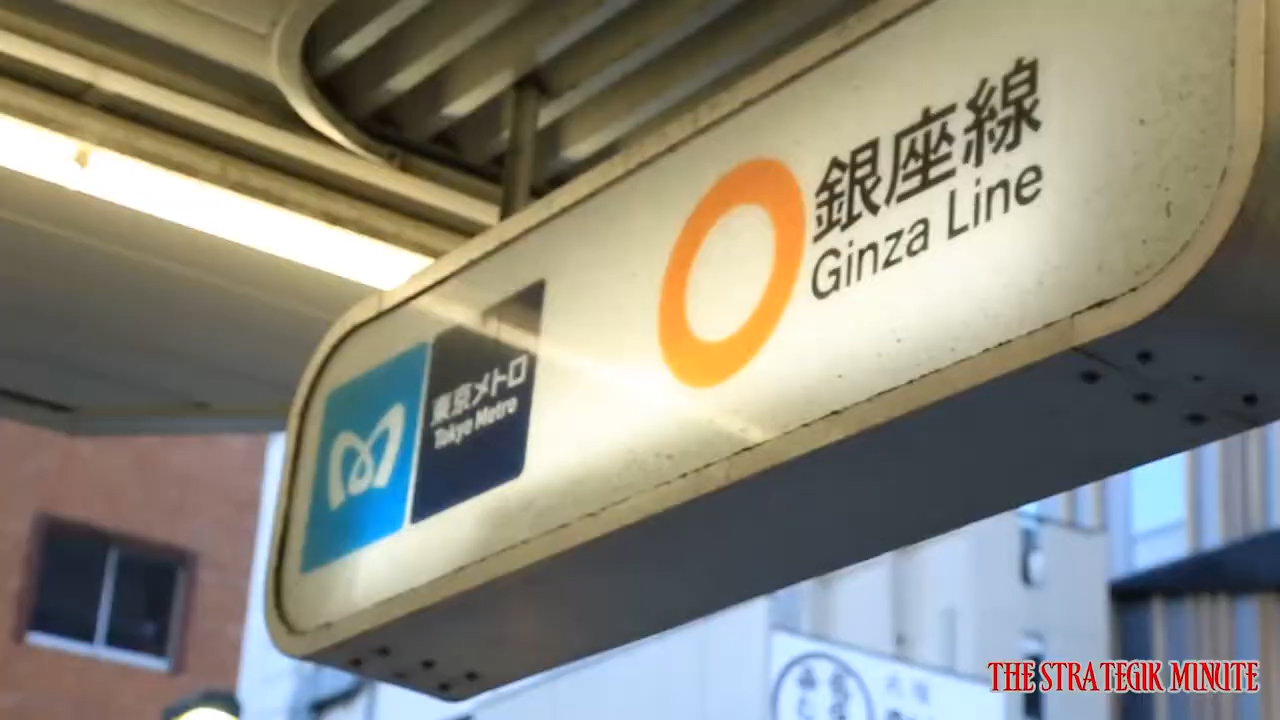 銀座線
Ginza Line
東京メトロ
Tokyo Metro
THE STRATEGIK MINUTE